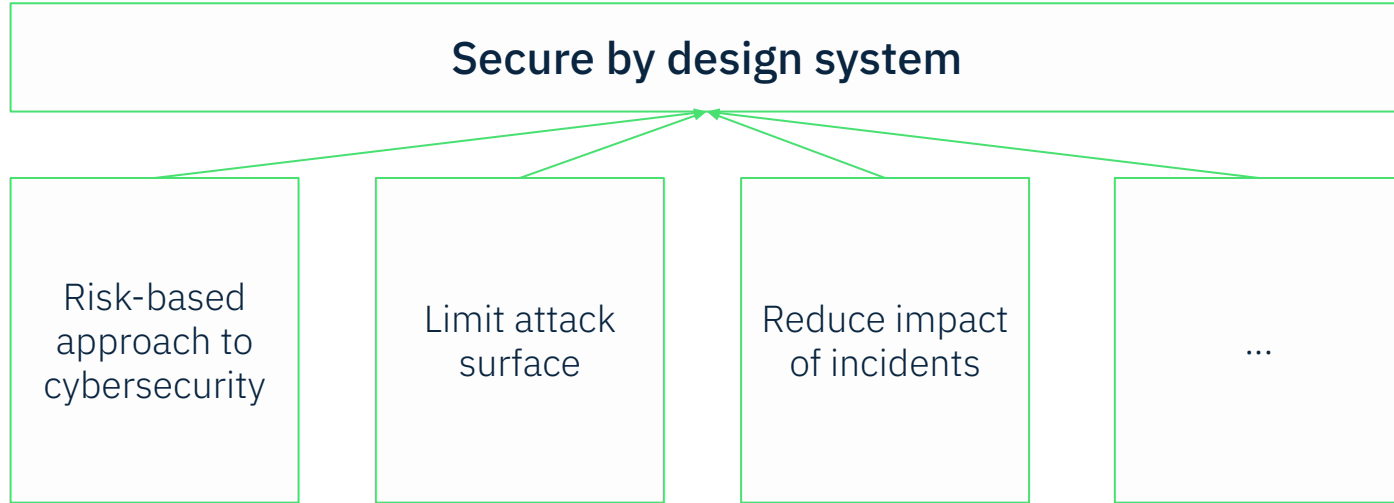 Secure by design system
Risk-based
approach to
cybersecurity
Limit attack
surface
Reduce impact
of incidents
...